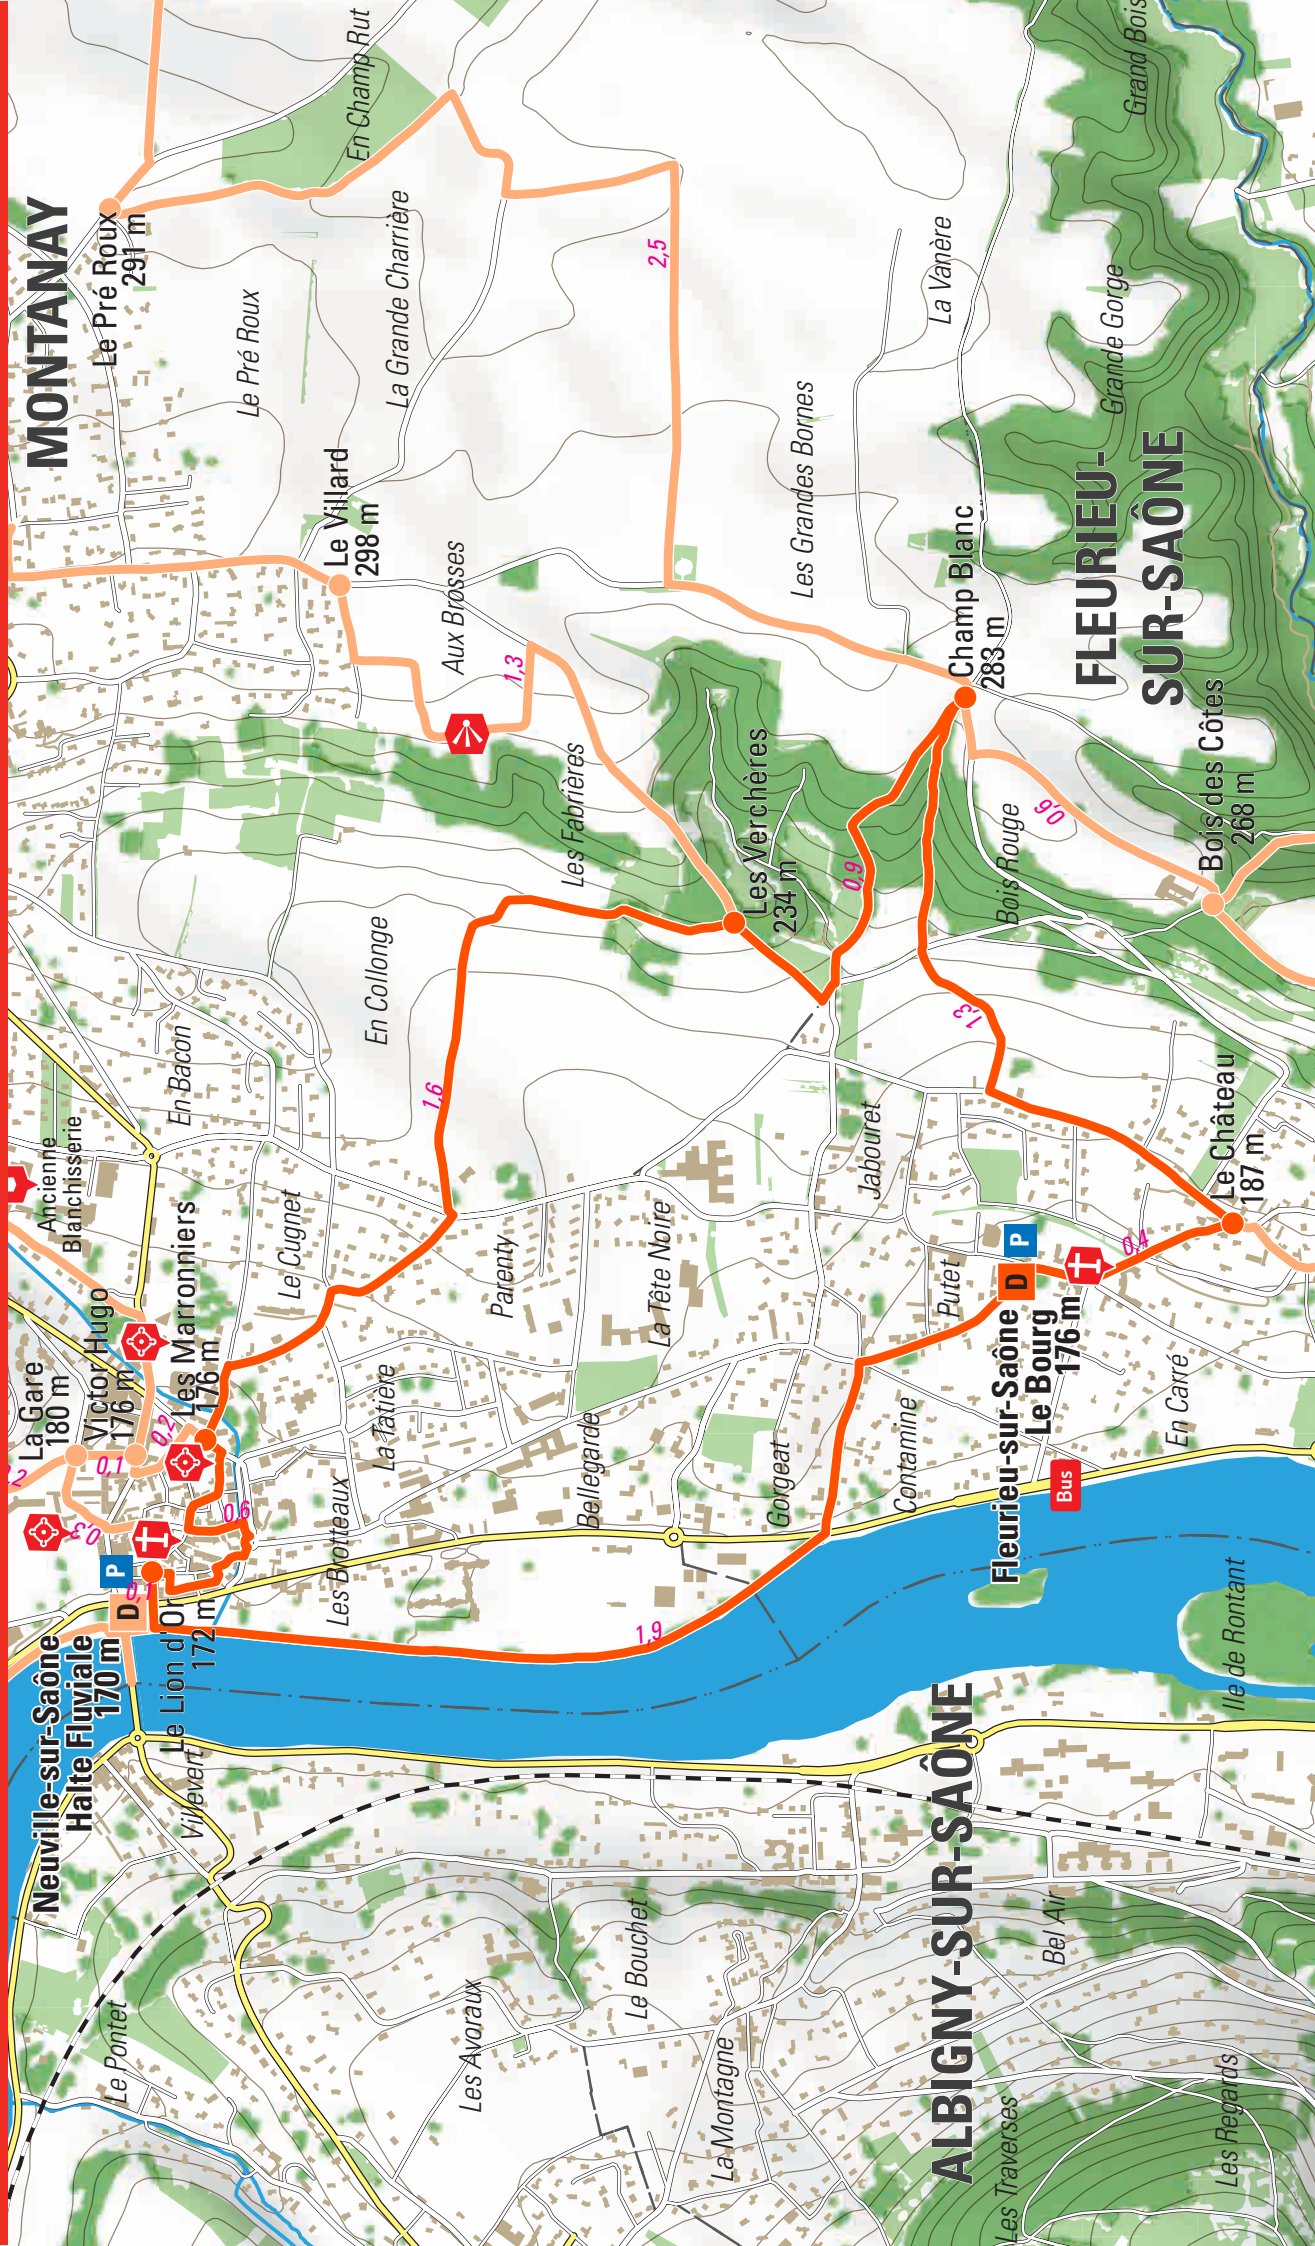 MONTANAY
Le Pré Roux
291 m
En Champ Rut
Grand Bois
Le Pré Roux
La Grande Charrière
2,5
La Vanère
Grande Gorge
Le Villard
298 m
Aux Brosses
1,3
Les Grandes Bornes
Champ Blanc
283 m
FLEURIEU-
SUR-SAÔNE
Les Fabrières
Les Verchères
234 m
0,9
Bois Rouge
0,6
Bois des Côtes
268 m
En Collonge
1,6
1,3
En Bacon
Ancienne
Blanchisserie
Le Cugnet
Parenty
La Tête Noire
Jabouret
Le Château
187 m
0,4
P
D
Putet
Fleurieu-sur-Saône
Le Bourg
176 m
En Carré
Bus
La Gare
180 m
Victor Hugo
176 m
Les Marronniers
176 m
0,2
0,1
,2
0,3
0,6
La Tatière
Bellegarde
Gorgeat
Contamine
Les Brotteaux
P
0,1
D
Le Lion d'Or
172 m
Neuville-sur-Saône
Halte Fluviale
170 m
1,9
Ile de Rontant
Villevert
ALBIGNY-SUR-SAÔNE
Le Pontet
Les Avoraux
Le Bouchet
La Montagne
Bel Air
Les Traverses
Les Regards